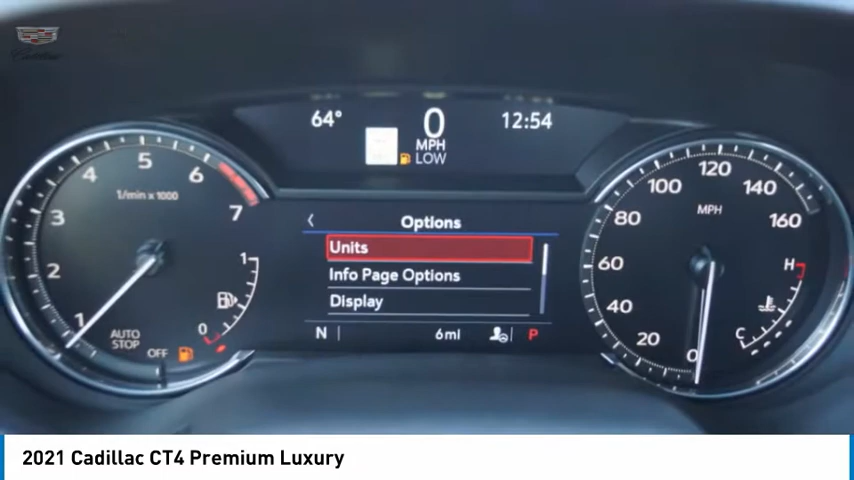 Cadillac
64°
0
12:54
MPH
LOW
1/min x 1000
1
2
3
4
5
6
7
AUTO
STOP
OFF
1
0
Options
Units
Info Page Options
Display
N
6mi
P
MPH
0
20
40
60
80
100
120
140
160
H
C
2021 Cadillac CT4 Premium Luxury